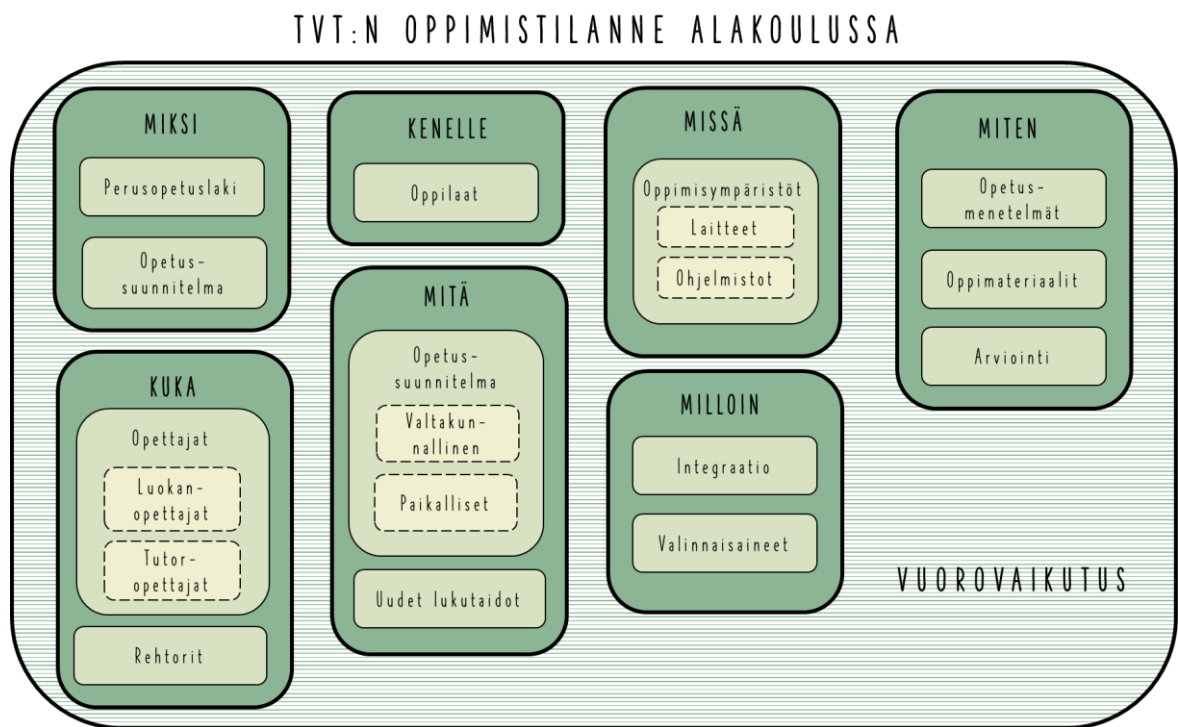 TVT:N OPPIMISTILANNE ALAKOULUSSA
MIKSI
Perusopetuslaki
Opetus-
suunnitelma
KUKA
Opettajat
Luokan-
opettajat
Tutor-
opettajat
Rehtorit
KENELLE
Oppilaat
MITÄ
Opetus-
suunnitelma
Valtakun-
nallinen
Paikalliset
Uudet lukutaidot
MISSÄ
Oppimisympäristöt
Laitteet
Ohjelmistot
MILLOIN
Integraatio
Valinnaisaineet
MITEN
Opetus-
menetelmät
Oppimateriaalit
Arviointi
VUOROVAIKUTUS